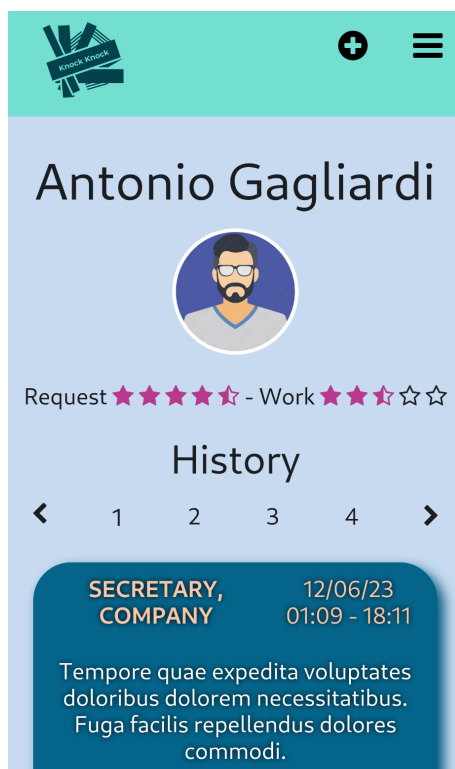 Knock Knock
Antonio Gagliardi
Request - Work
History
1 2 3 4
SECRETARY, COMPANY
12/06/23
01:09 - 18:11
Tempore quae expedita voluptates
doloribus dolorem necessitatibus.
Fuga facilis repellendus dolores
commodi.